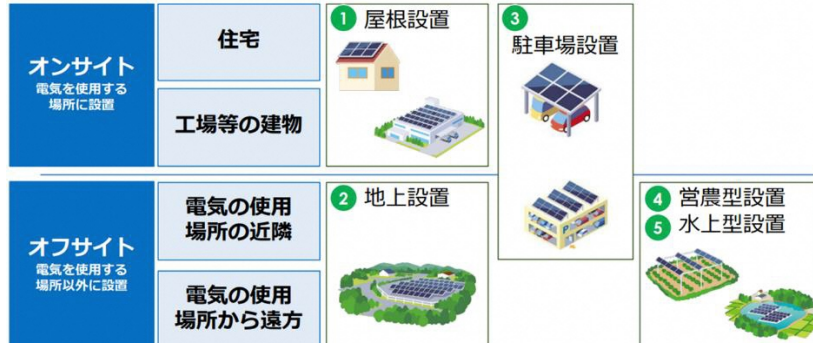 オンサイト
電気を使用する
場所に設置
住宅
工場等の建物
1 屋根設置
3
駐車場設置
オフサイト
電気を使用する
場所以外に設置
電気の使用
場所の近隣
電気の使用
場所から遠方
2 地上設置
4 営農型設置
5 水上型設置
P